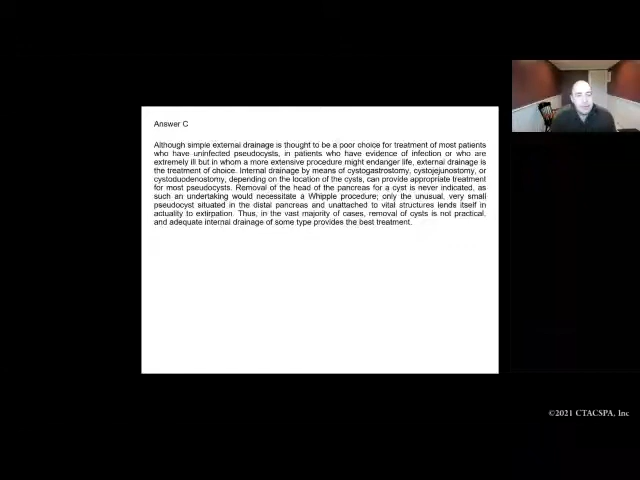 Answer C
Although simple external drainage is thought to be a poor choice for treatment of most patients
who have uninfected pseudocysts, in patients who have evidence of infection or who are
extremely ill but in whom a more extensive procedure might endanger life, external drainage is
the treatment of choice. Internal drainage by means of cystogastrostomy, cystojejunostomy, or
cystoduodenostomy, depending on the location of the cysts, can provide appropriate treatment
for most pseudocysts. Removal of the head of the pancreas for a cyst is never indicated, as
such an undertaking would necessitate a Whipple procedure; only the unusual, very small
pseudocyst situated in the distal pancreas and unattached to vital structures lends itself in
actuality to extirpation. Thus, in the vast majority of cases, removal of cysts is not practical,
and adequate internal drainage of some type provides the best treatment.
©2021 CTACSPA, Inc